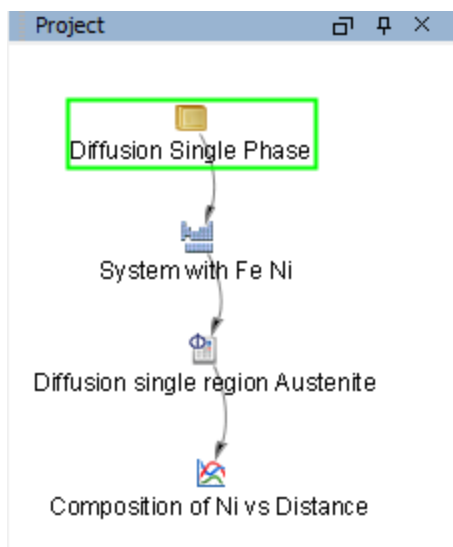 Project
Diffusion Single Phase
System with Fe Ni
Diffusion single region Austenite
Composition of Ni vs Distance